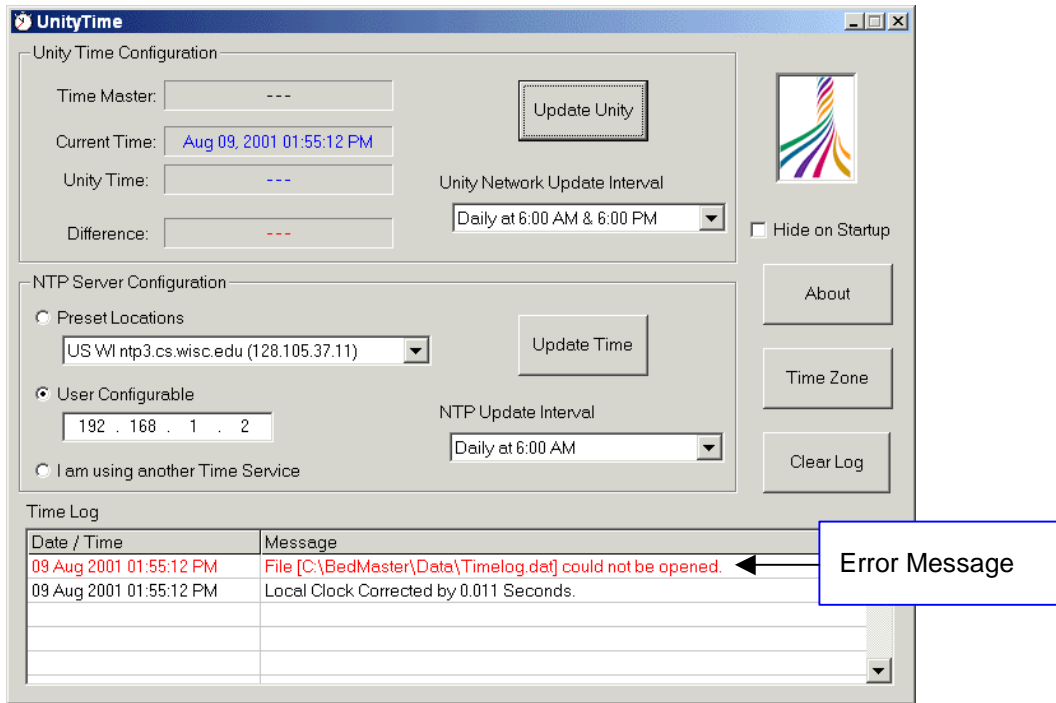 UnityTime
Unity Time Configuration
Time Master: ---
Update Unity
Current Time: Aug 09, 2001 01:55:12 PM
Unity Time: ---
Unity Network Update Interval
Daily at 6:00 AM & 6:00 PM
Difference: ---
Hide on Startup
NTP Server Configuration
About
Preset Locations
US WI ntp3.cs.wisc.edu (128.105.37.11)
Update Time
Time Zone
User Configurable
192 . 168 . 1 . 2
NTP Update Interval
Daily at 6:00 AM
Clear Log
I am using another Time Service
Time Log
Date / Time Message
09 Aug 2001 01:55:12 PM File [C:\BedMaster\Data\Timelog.dat] could not be opened.
Error Message
09 Aug 2001 01:55:12 PM Local Clock Corrected by 0.011 Seconds.